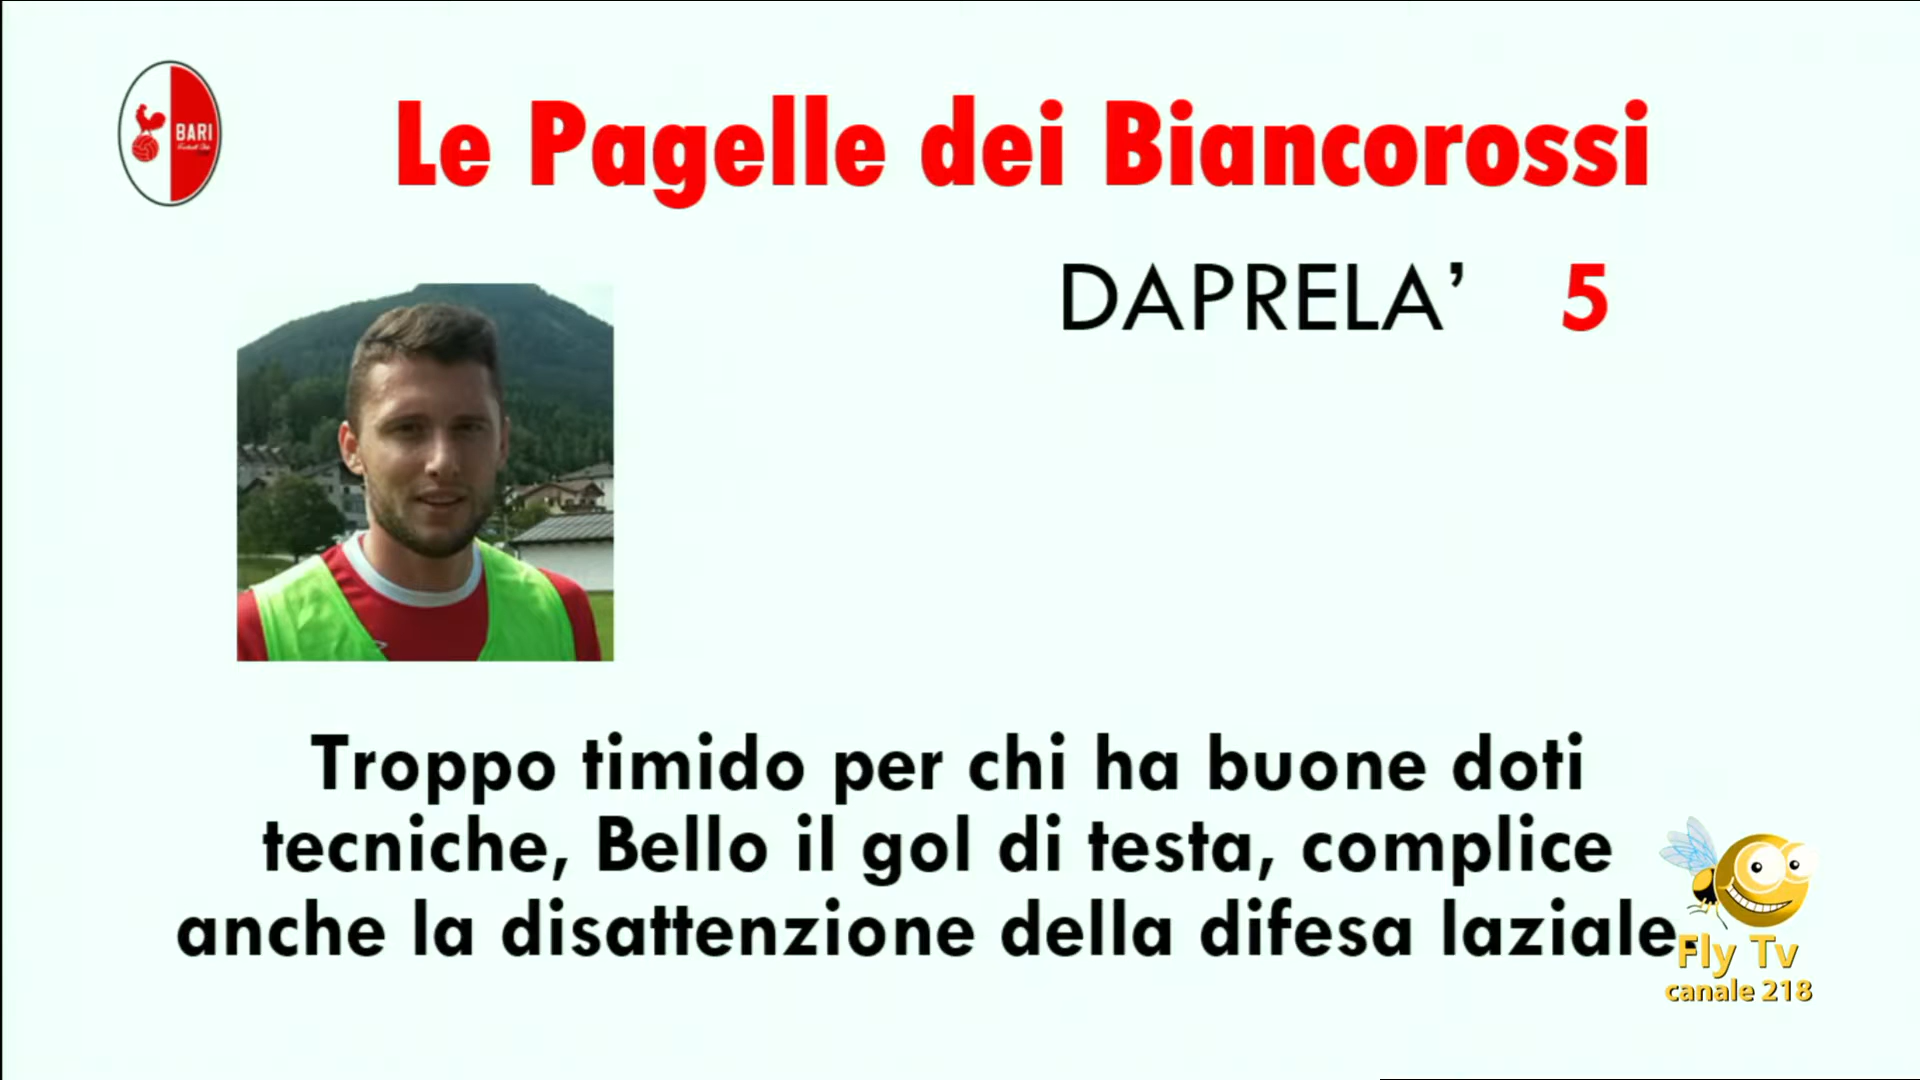 BARI
Le Pagelle dei Biancorossi
DAPRELA’ 5
Troppo timido per chi ha buone doti
tecniche, Bello il gol di testa, complice
anche la disattenzione della difesa laziale.
Fly Tv
canale 218